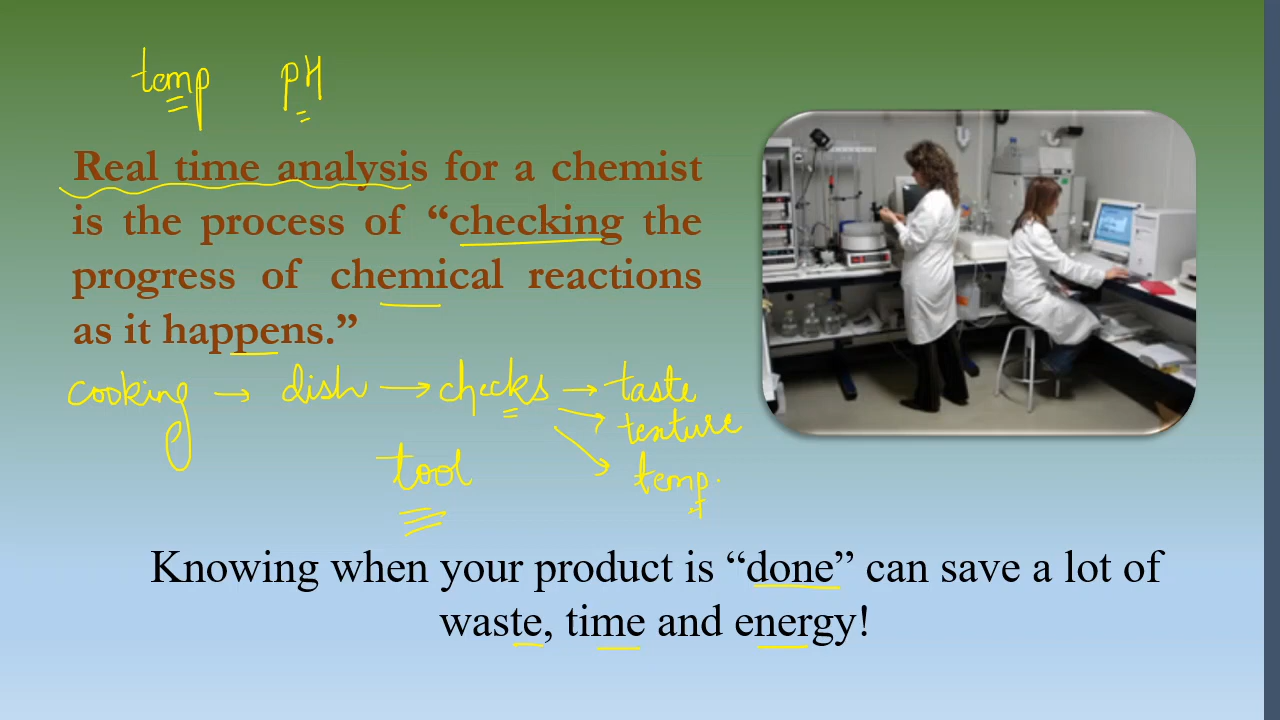 temp pH
Real time analysis for a chemist
is the process of “checking the
progress of chemical reactions
as it happens.”
cooking → dish → checks → taste
texture
tool temp.
Knowing when your product is “done” can save a lot of
waste, time and energy!